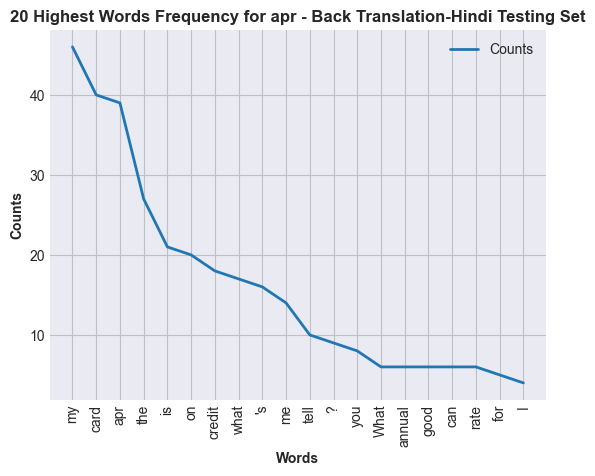 20 Highest Words Frequency for apr - Back Translation-Hindi Testing Set
Counts
40
30
20
10
Counts
my
card
apr
the
is
on
credit
what
's
me
tell
?
you
What
annual
good
can
rate
for
I
Words